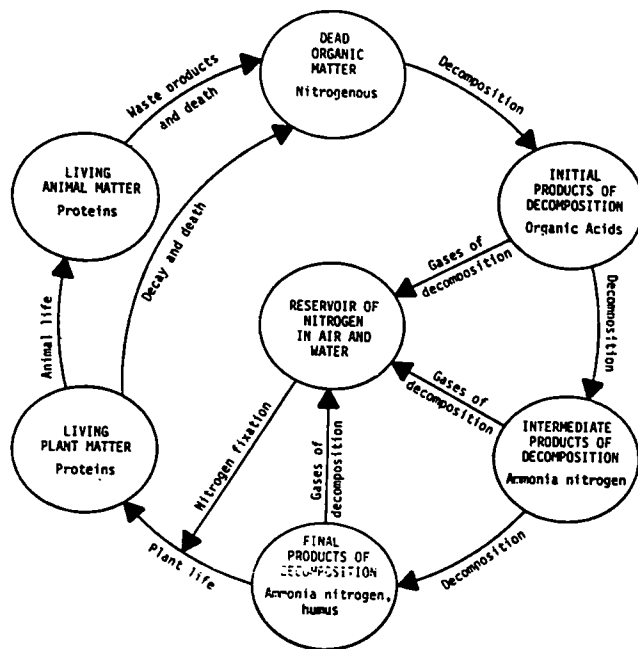 DEAD
ORGANIC
MATTER
Nitrogenous
Decomposition
INITIAL
PRODUCTS OF
DECOMPOSITION
Organic Acids
Decomposition
INTERMEDIATE
PRODUCTS OF
DECOMPOSITION
Ammonia nitrogen
Decomposition
FINAL
PRODUCTS OF
DECOMPOSITION
Ammonia nitrogen,
humus
Plant life
LIVING
PLANT MATTER
Proteins
Animal life
LIVING
ANIMAL MATTER
Proteins
Waste products
and death
Decay and death
RESERVOIR OF
NITROGEN
IN AIR AND
WATER
Gases of
decomposition
Gases of
decomposition
Gases of
decomposition
Nitrogen fixation